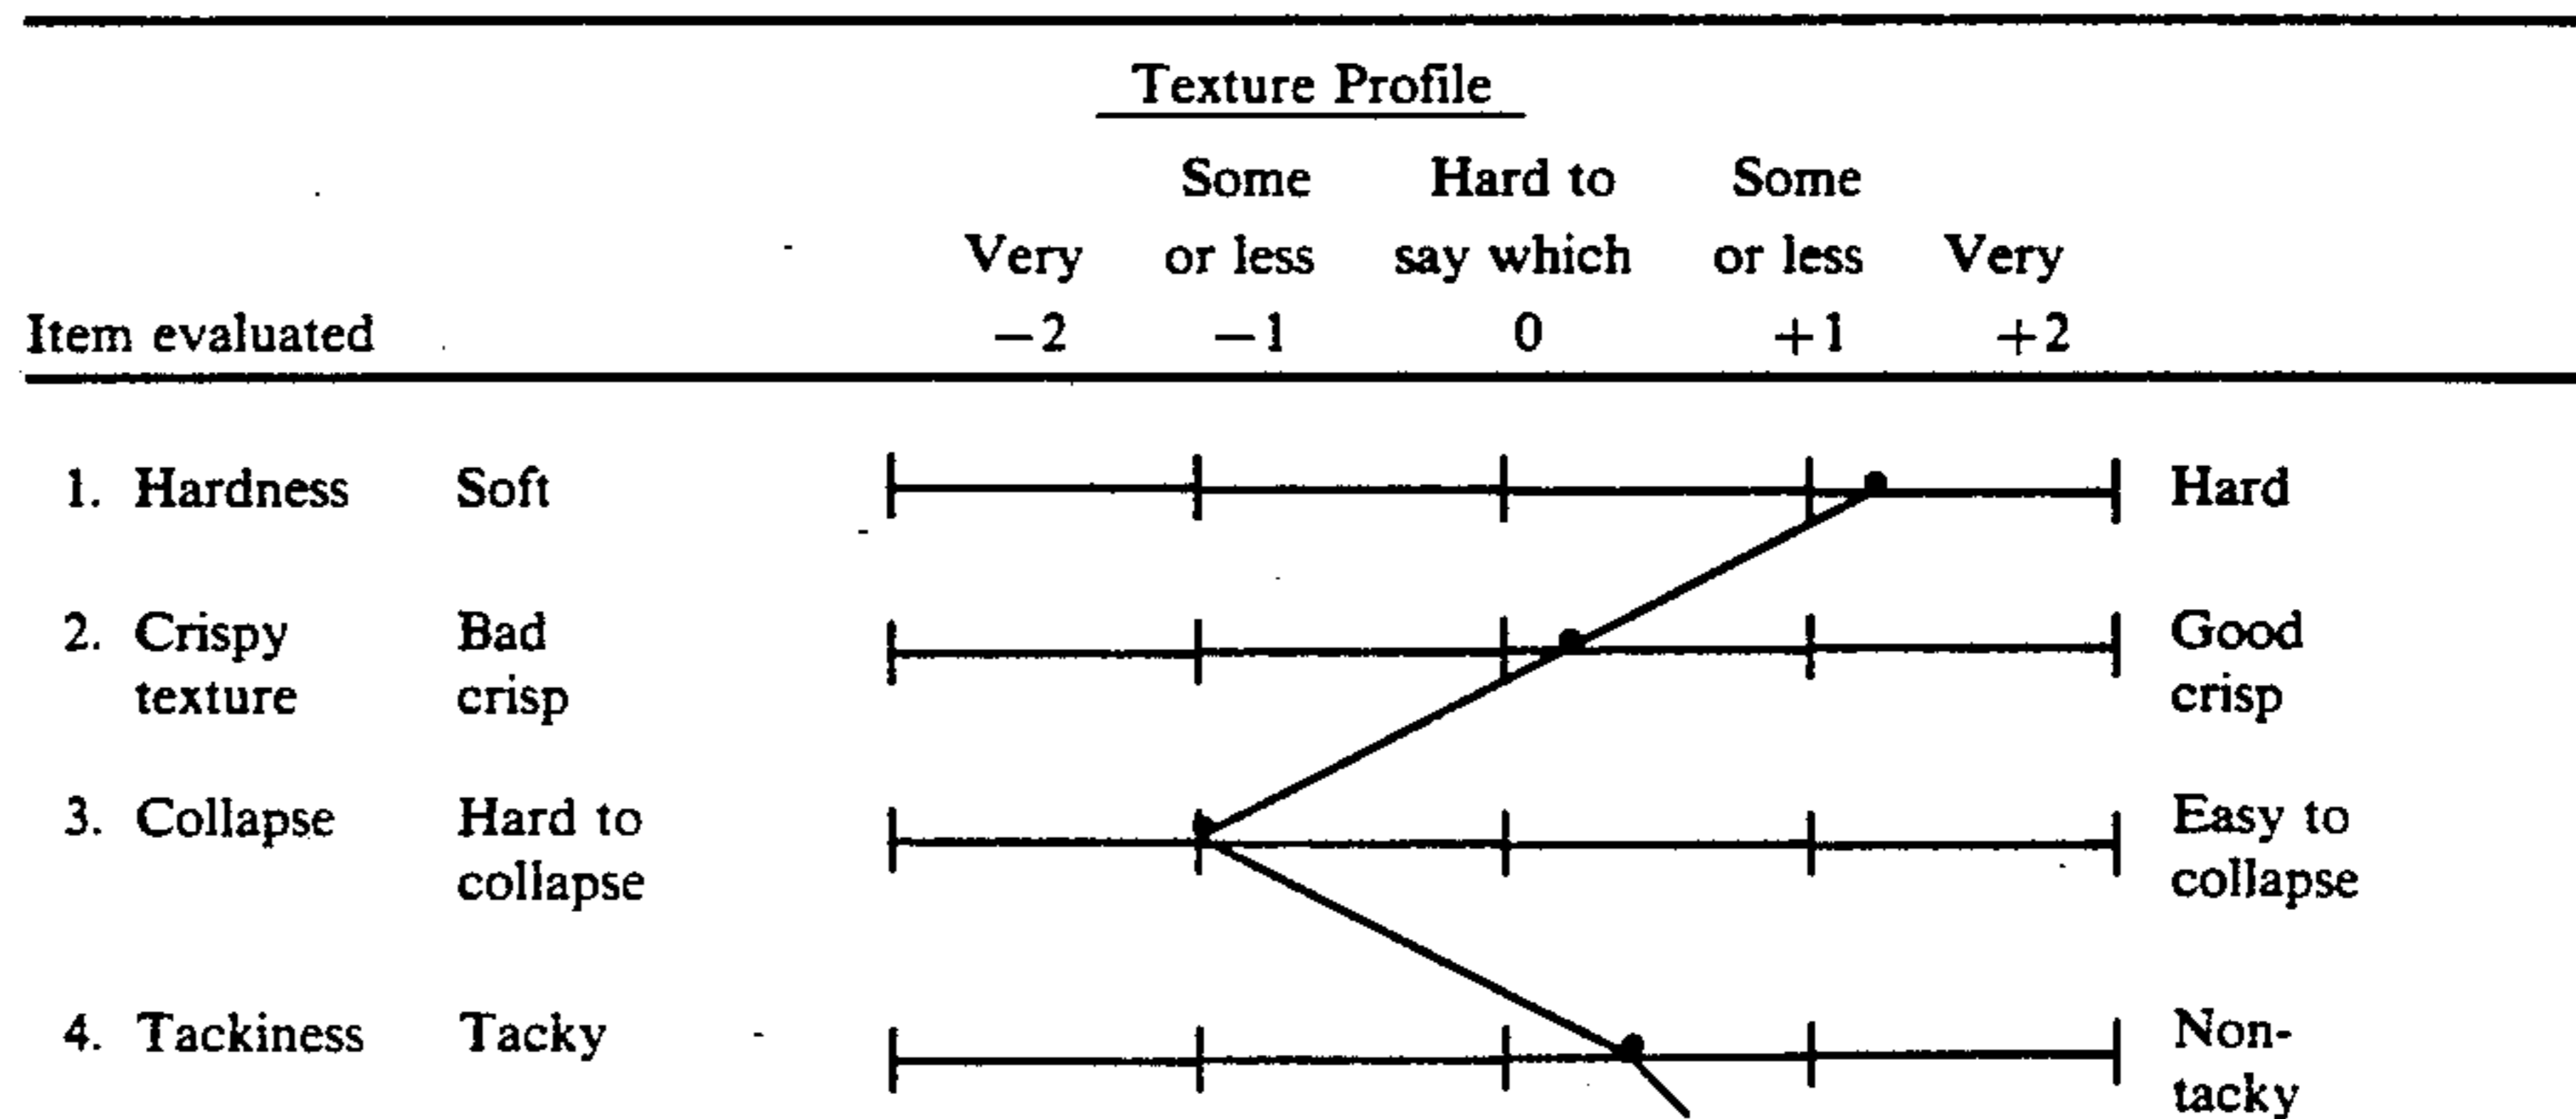 Texture Profile
Some Hard to Some
Very or less say which or less Very
Item evaluated −2 −1 0 +1 +2
1. Hardness Soft Hard
2. Crispy Bad Good
texture crisp crisp
3. Collapse Hard to Easy to
collapse collapse
4. Tackiness Tacky Non-
tacky